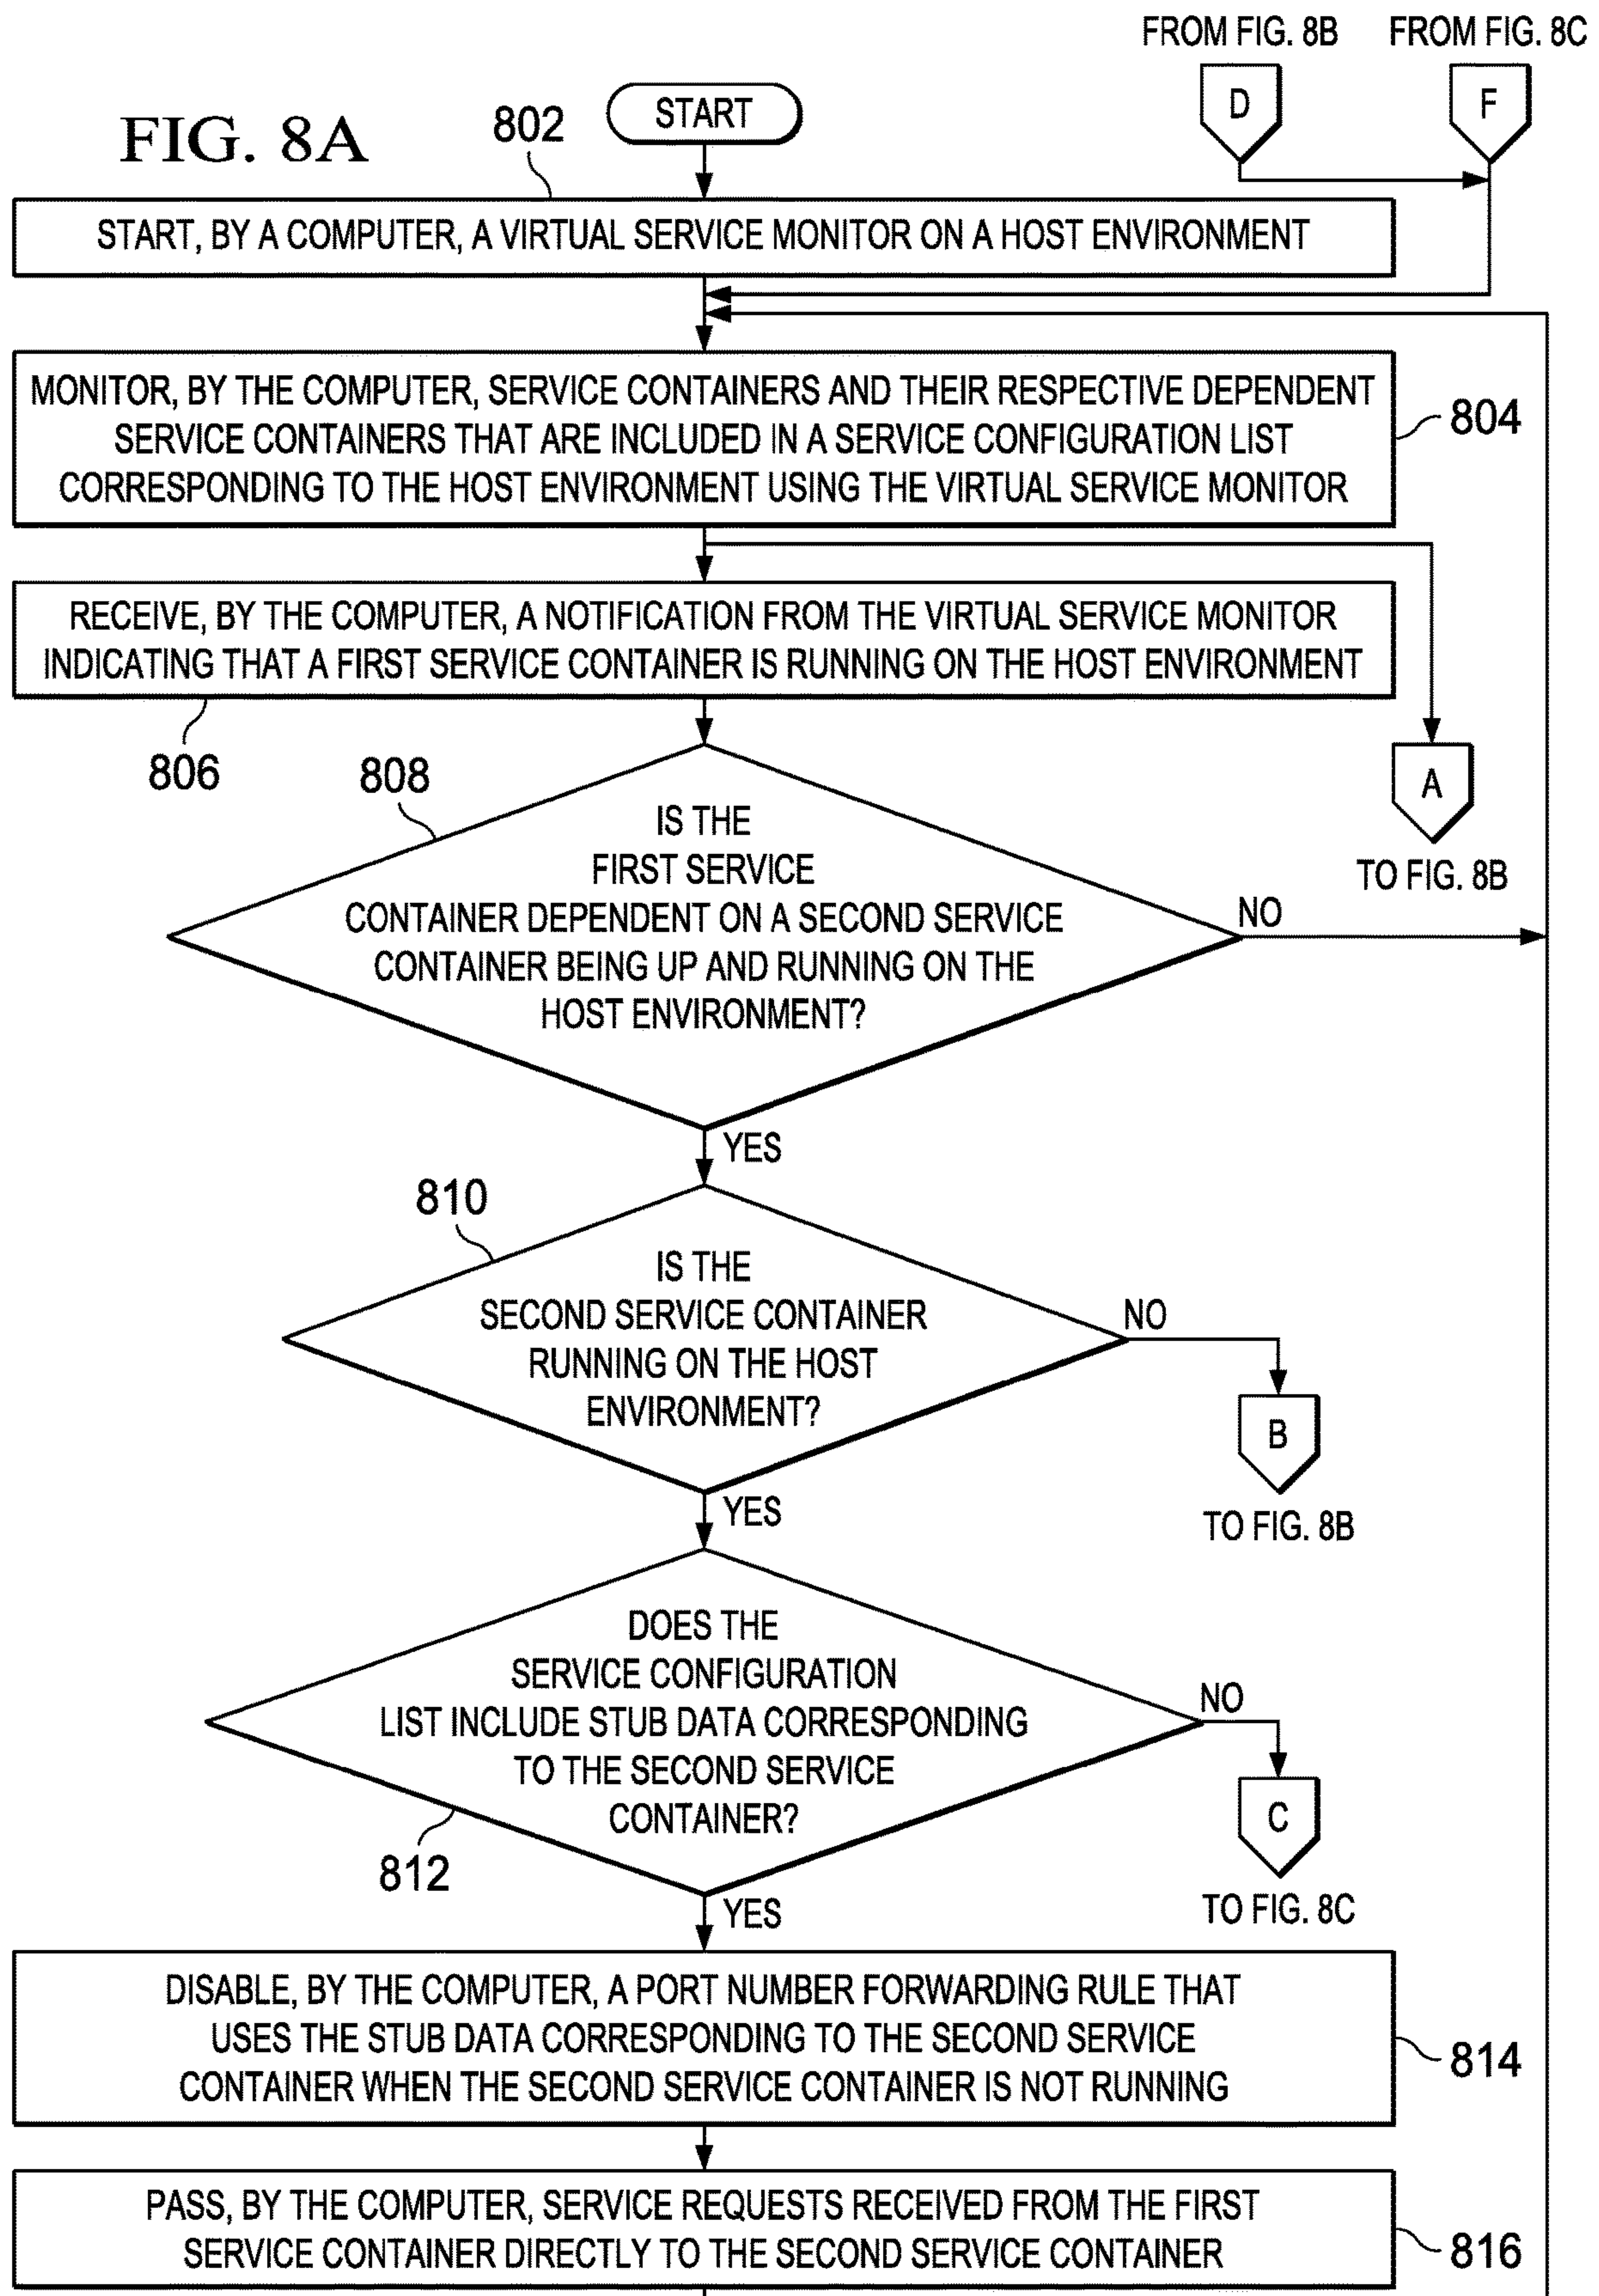 FROM FIG. 8B
FROM FIG. 8C
D
F
FIG. 8A
802
START
START, BY A COMPUTER, A VIRTUAL SERVICE MONITOR ON A HOST ENVIRONMENT
MONITOR, BY THE COMPUTER, SERVICE CONTAINERS AND THEIR RESPECTIVE DEPENDENT
SERVICE CONTAINERS THAT ARE INCLUDED IN A SERVICE CONFIGURATION LIST
CORRESPONDING TO THE HOST ENVIRONMENT USING THE VIRTUAL SERVICE MONITOR
804
RECEIVE, BY THE COMPUTER, A NOTIFICATION FROM THE VIRTUAL SERVICE MONITOR
INDICATING THAT A FIRST SERVICE CONTAINER IS RUNNING ON THE HOST ENVIRONMENT
806
808
A
TO FIG. 8B
IS THE
FIRST SERVICE
CONTAINER DEPENDENT ON A SECOND SERVICE
CONTAINER BEING UP AND RUNNING ON THE
HOST ENVIRONMENT?
NO
YES
810
IS THE
SECOND SERVICE CONTAINER
RUNNING ON THE HOST
ENVIRONMENT?
NO
B
TO FIG. 8B
YES
DOES THE
SERVICE CONFIGURATION
LIST INCLUDE STUB DATA CORRESPONDING
TO THE SECOND SERVICE
CONTAINER?
NO
C
TO FIG. 8C
812
YES
DISABLE, BY THE COMPUTER, A PORT NUMBER FORWARDING RULE THAT
USES THE STUB DATA CORRESPONDING TO THE SECOND SERVICE
CONTAINER WHEN THE SECOND SERVICE CONTAINER IS NOT RUNNING
814
PASS, BY THE COMPUTER, SERVICE REQUESTS RECEIVED FROM THE FIRST
SERVICE CONTAINER DIRECTLY TO THE SECOND SERVICE CONTAINER
816